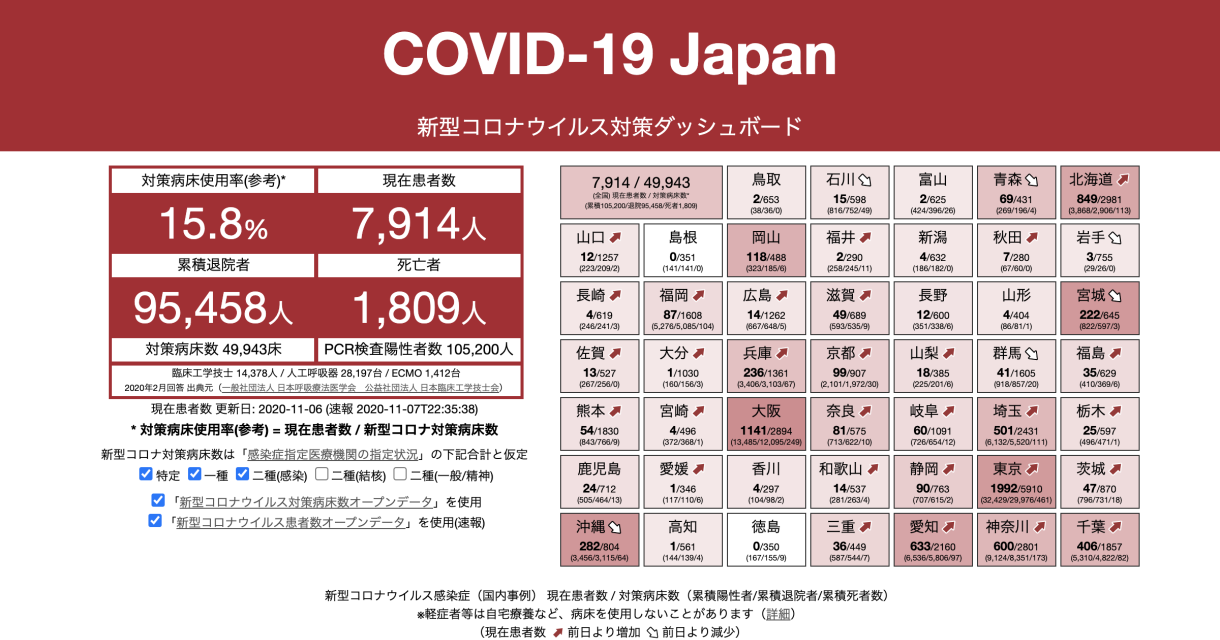 COVID-19 Japan
新型コロナウイルス対策ダッシュボード
対策病床使用率(参考)* 現在患者数
15.8% 7,914人
累積退院者 死亡者
95,458人 1,809人
対策病床数 49,943床 PCR検査陽性者数 105,200人
臨床工学技士 14,378人 / 人工呼吸器 28,197台 / ECMO 1,412台
2020年2月回答 出典元（一般社団法人 日本呼吸療法医学会 公益社団法人 日本臨床工学技士会）
現在患者数 更新日: 2020-11-06 (速報 2020-11-07T22:35:38)
* 対策病床使用率(参考) = 現在患者数 / 新型コロナ対策病床数
新型コロナ対策病床数は「感染症指定医療機関の指定状況」の下記合計と仮定
特定 一種 二種(感染) 二種(結核) 二種(一般/精神)
「新型コロナウイルス対策病床数オープンデータ」を使用
「新型コロナウイルス患者数オープンデータ」を使用(速報)
7,914 / 49,943
(全国) 現在患者数 / 対策病床数*
(累積105,200/退院95,458/死者1,809)
鳥取 石川 富山 青森 北海道
2/653 15/598 2/625 69/431 849/2981
(38/36/0) (816/752/49) (424/396/26) (269/196/4) (3,868/2,906/113)
山口 島根 岡山 福井 新潟 秋田 岩手
12/1257 0/351 118/488 2/290 4/632 7/280 3/755
(223/209/2) (141/141/0) (323/185/6) (258/245/11) (186/182/0) (67/60/0) (29/26/0)
長崎 福岡 広島 滋賀 長野 山形 宮城
4/619 87/1608 14/1262 49/689 12/600 4/404 222/645
(246/241/3) (5,276/5,085/104) (667/648/5) (593/535/9) (351/338/6) (86/81/1) (822/597/3)
佐賀 大分 兵庫 京都 山梨 群馬 福島
13/527 1/1030 236/1361 99/907 18/385 41/1605 35/629
(267/256/0) (160/156/3) (3,406/3,103/67) (2,101/1,972/30) (225/201/6) (918/857/20) (410/369/6)
熊本 宮崎 大阪 奈良 岐阜 埼玉 栃木
54/1830 4/496 1141/2894 81/575 60/1091 501/2431 25/597
(843/766/9) (372/368/1) (13,485/12,095/249) (713/622/10) (726/654/12) (6,132/5,520/111) (496/471/1)
鹿児島 愛媛 香川 和歌山 静岡 東京 茨城
24/712 1/346 4/297 14/537 90/763 1992/5910 47/870
(505/464/13) (117/110/6) (104/98/2) (281/263/4) (707/615/2) (32,429/29,976/461) (796/731/18)
沖縄 高知 徳島 三重 愛知 神奈川 千葉
282/804 1/561 0/350 36/449 633/2160 600/2801 406/1857
(3,456/3,115/64) (144/139/4) (167/155/9) (587/544/7) (6,536/5,806/97) (9,124/8,351/173) (5,310/4,822/82)
新型コロナウイルス感染症（国内事例） 現在患者数 / 対策病床数（累積陽性者/累積退院者/累積死者数）
※軽症者等は自宅療養など、病床を使用しないことがあります（詳細）
（現在患者数 前日より増加 前日より減少）